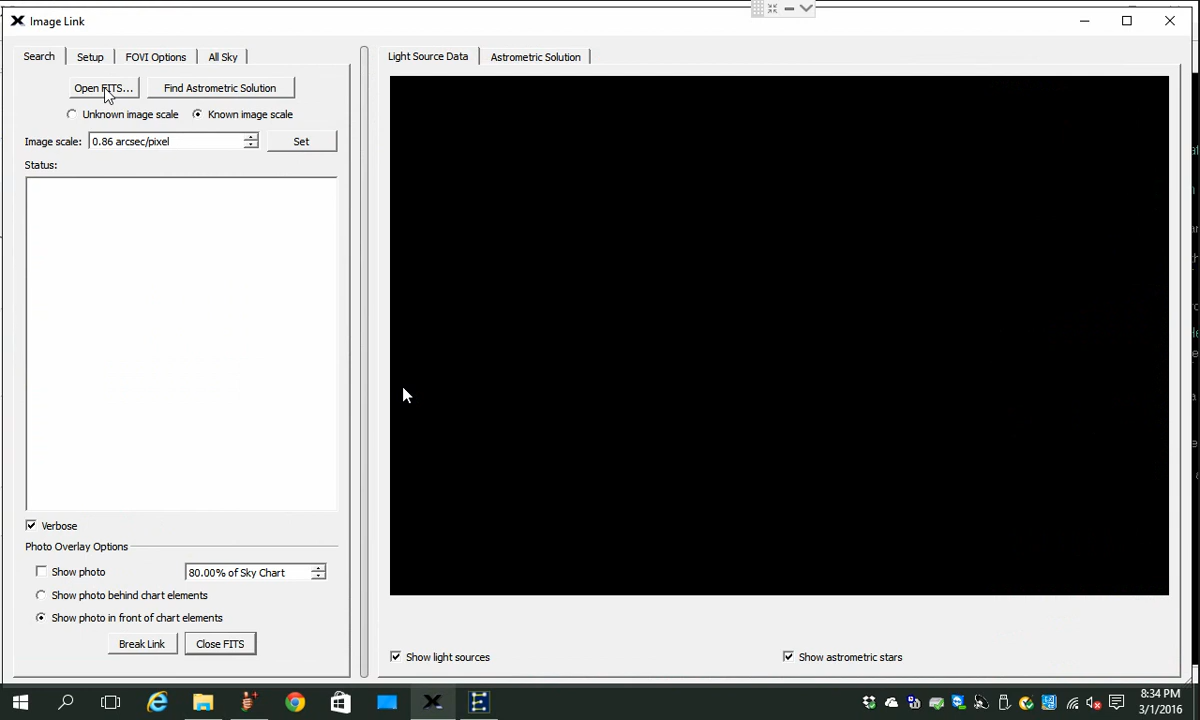 Image Link
Search Setup FOVI Options All Sky
Light Source Data Astrometric Solution
Open FITS... Find Astrometric Solution
Unknown image scale Known image scale
Image scale: 0.86 arcsec/pixel Set
Status:
Verbose
Photo Overlay Options
Show photo 80.00% of Sky Chart
Show photo behind chart elements
Show photo in front of chart elements
Break Link Close FITS
Show light sources Show astrometric stars
8:34 PM
3/1/2016